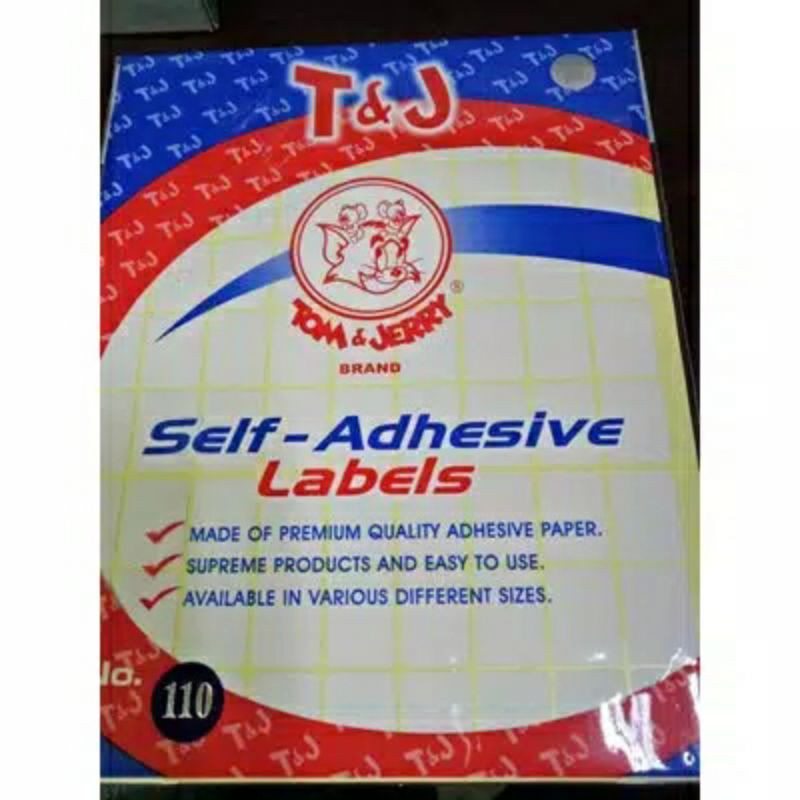 T&J
TOM & JERRY ®
BRAND
Self-Adhesive
Labels
MADE OF PREMIUM QUALITY ADHESIVE PAPER.
SUPREME PRODUCTS AND EASY TO USE.
AVAILABLE IN VARIOUS DIFFERENT SIZES.
No.
110
T&J T&J T&J